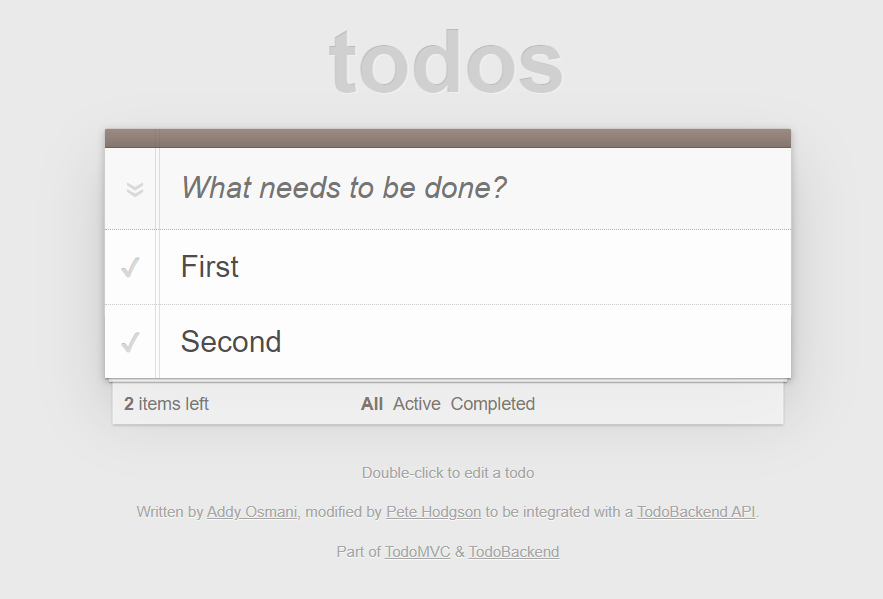 todos
What needs to be done?
First
Second
2 items left All Active Completed
Double-click to edit a todo
Written by Addy Osmani, modified by Pete Hodgson to be integrated with a TodoBackend API.
Part of TodoMVC & TodoBackend